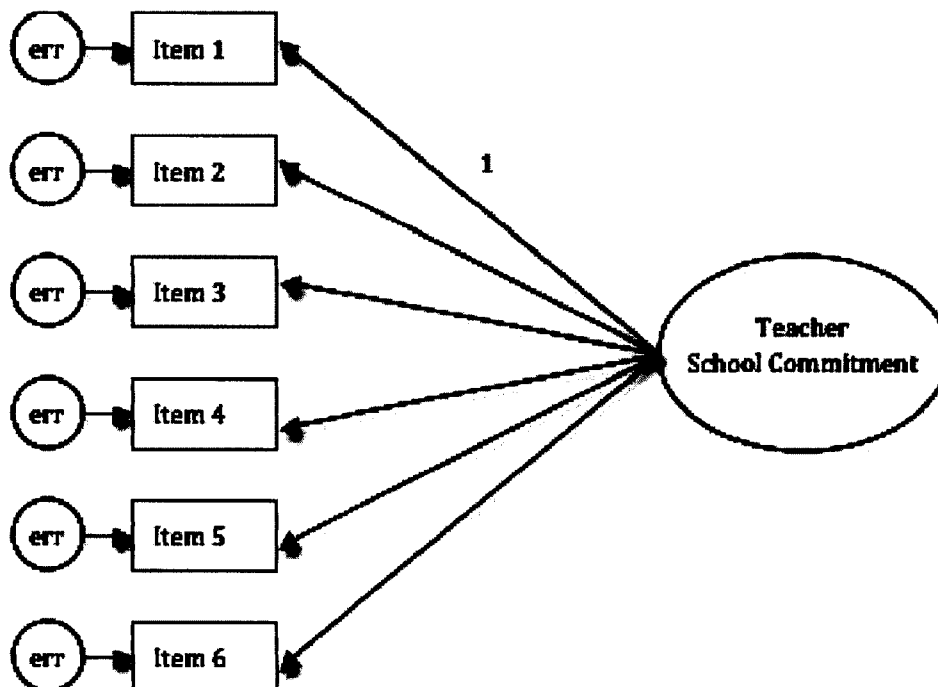 err Item 1
1
err Item 2
err Item 3
Teacher
School Commitment
err Item 4
err Item 5
err Item 6